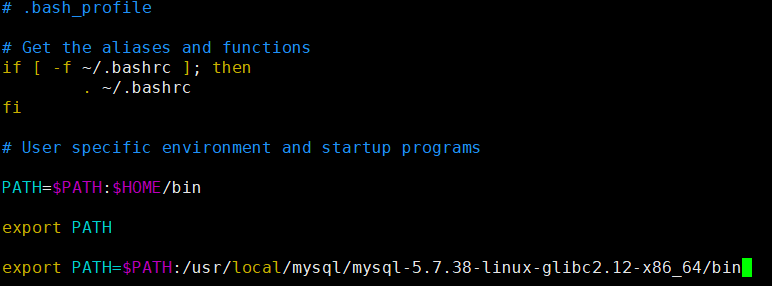 # .bash_profile
# Get the aliases and functions
if [ -f ~/.bashrc ]; then
        . ~/.bashrc
fi
# User specific environment and startup programs
PATH=$PATH:$HOME/bin
export PATH
export PATH=$PATH:/usr/local/mysql/mysql-5.7.38-linux-glibc2.12-x86_64/bin